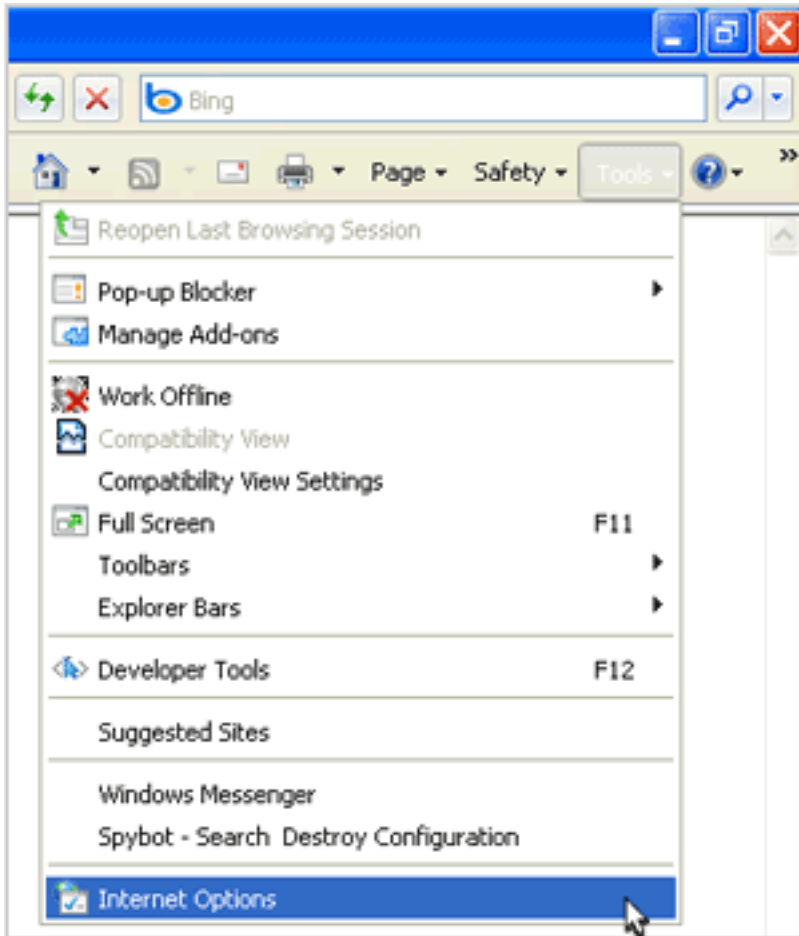 Bing
Page Safety Tools
Reopen Last Browsing Session
Pop-up Blocker
Manage Add-ons
Work Offline
Compatibility View
Compatibility View Settings
Full Screen F11
Toolbars
Explorer Bars
Developer Tools F12
Suggested Sites
Windows Messenger
Spybot - Search Destroy Configuration
Internet Options